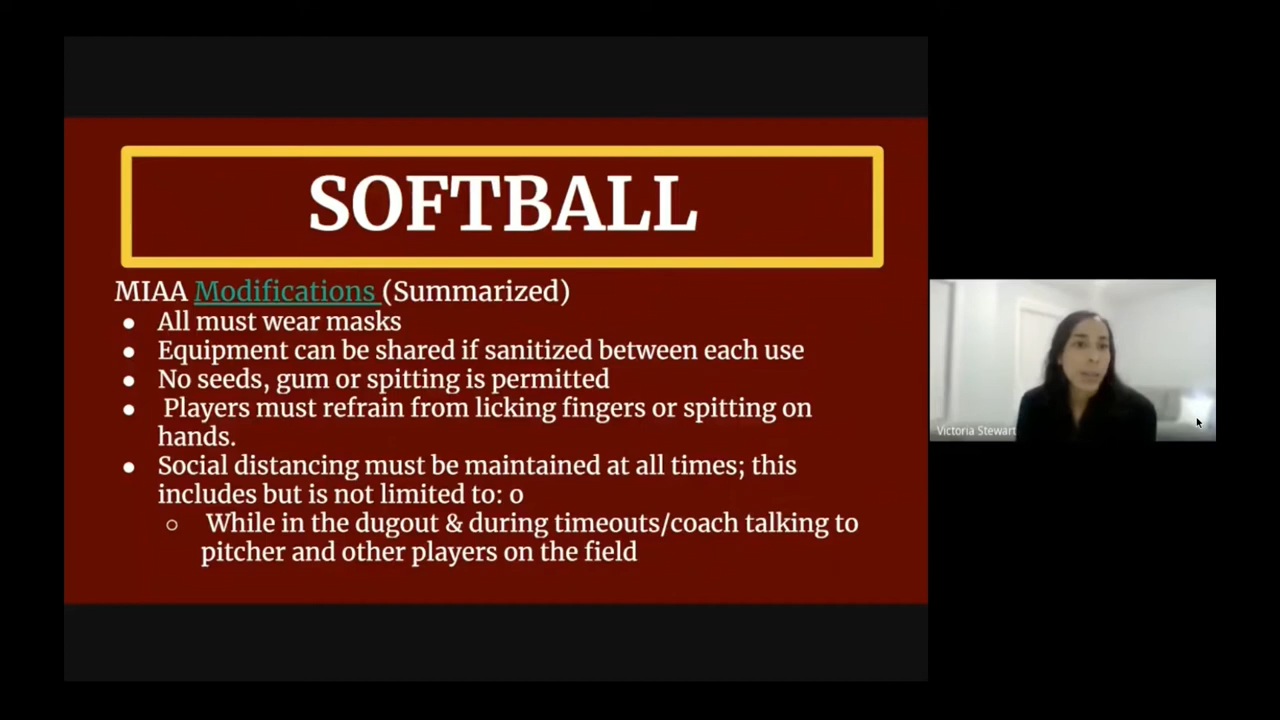 SOFTBALL
MIAA Modifications (Summarized)
● All must wear masks
● Equipment can be shared if sanitized between each use
● No seeds, gum or spitting is permitted
● Players must refrain from licking fingers or spitting on
hands.
● Social distancing must be maintained at all times; this
includes but is not limited to: o
○ While in the dugout & during timeouts/coach talking to
pitcher and other players on the field
Victoria Stewart